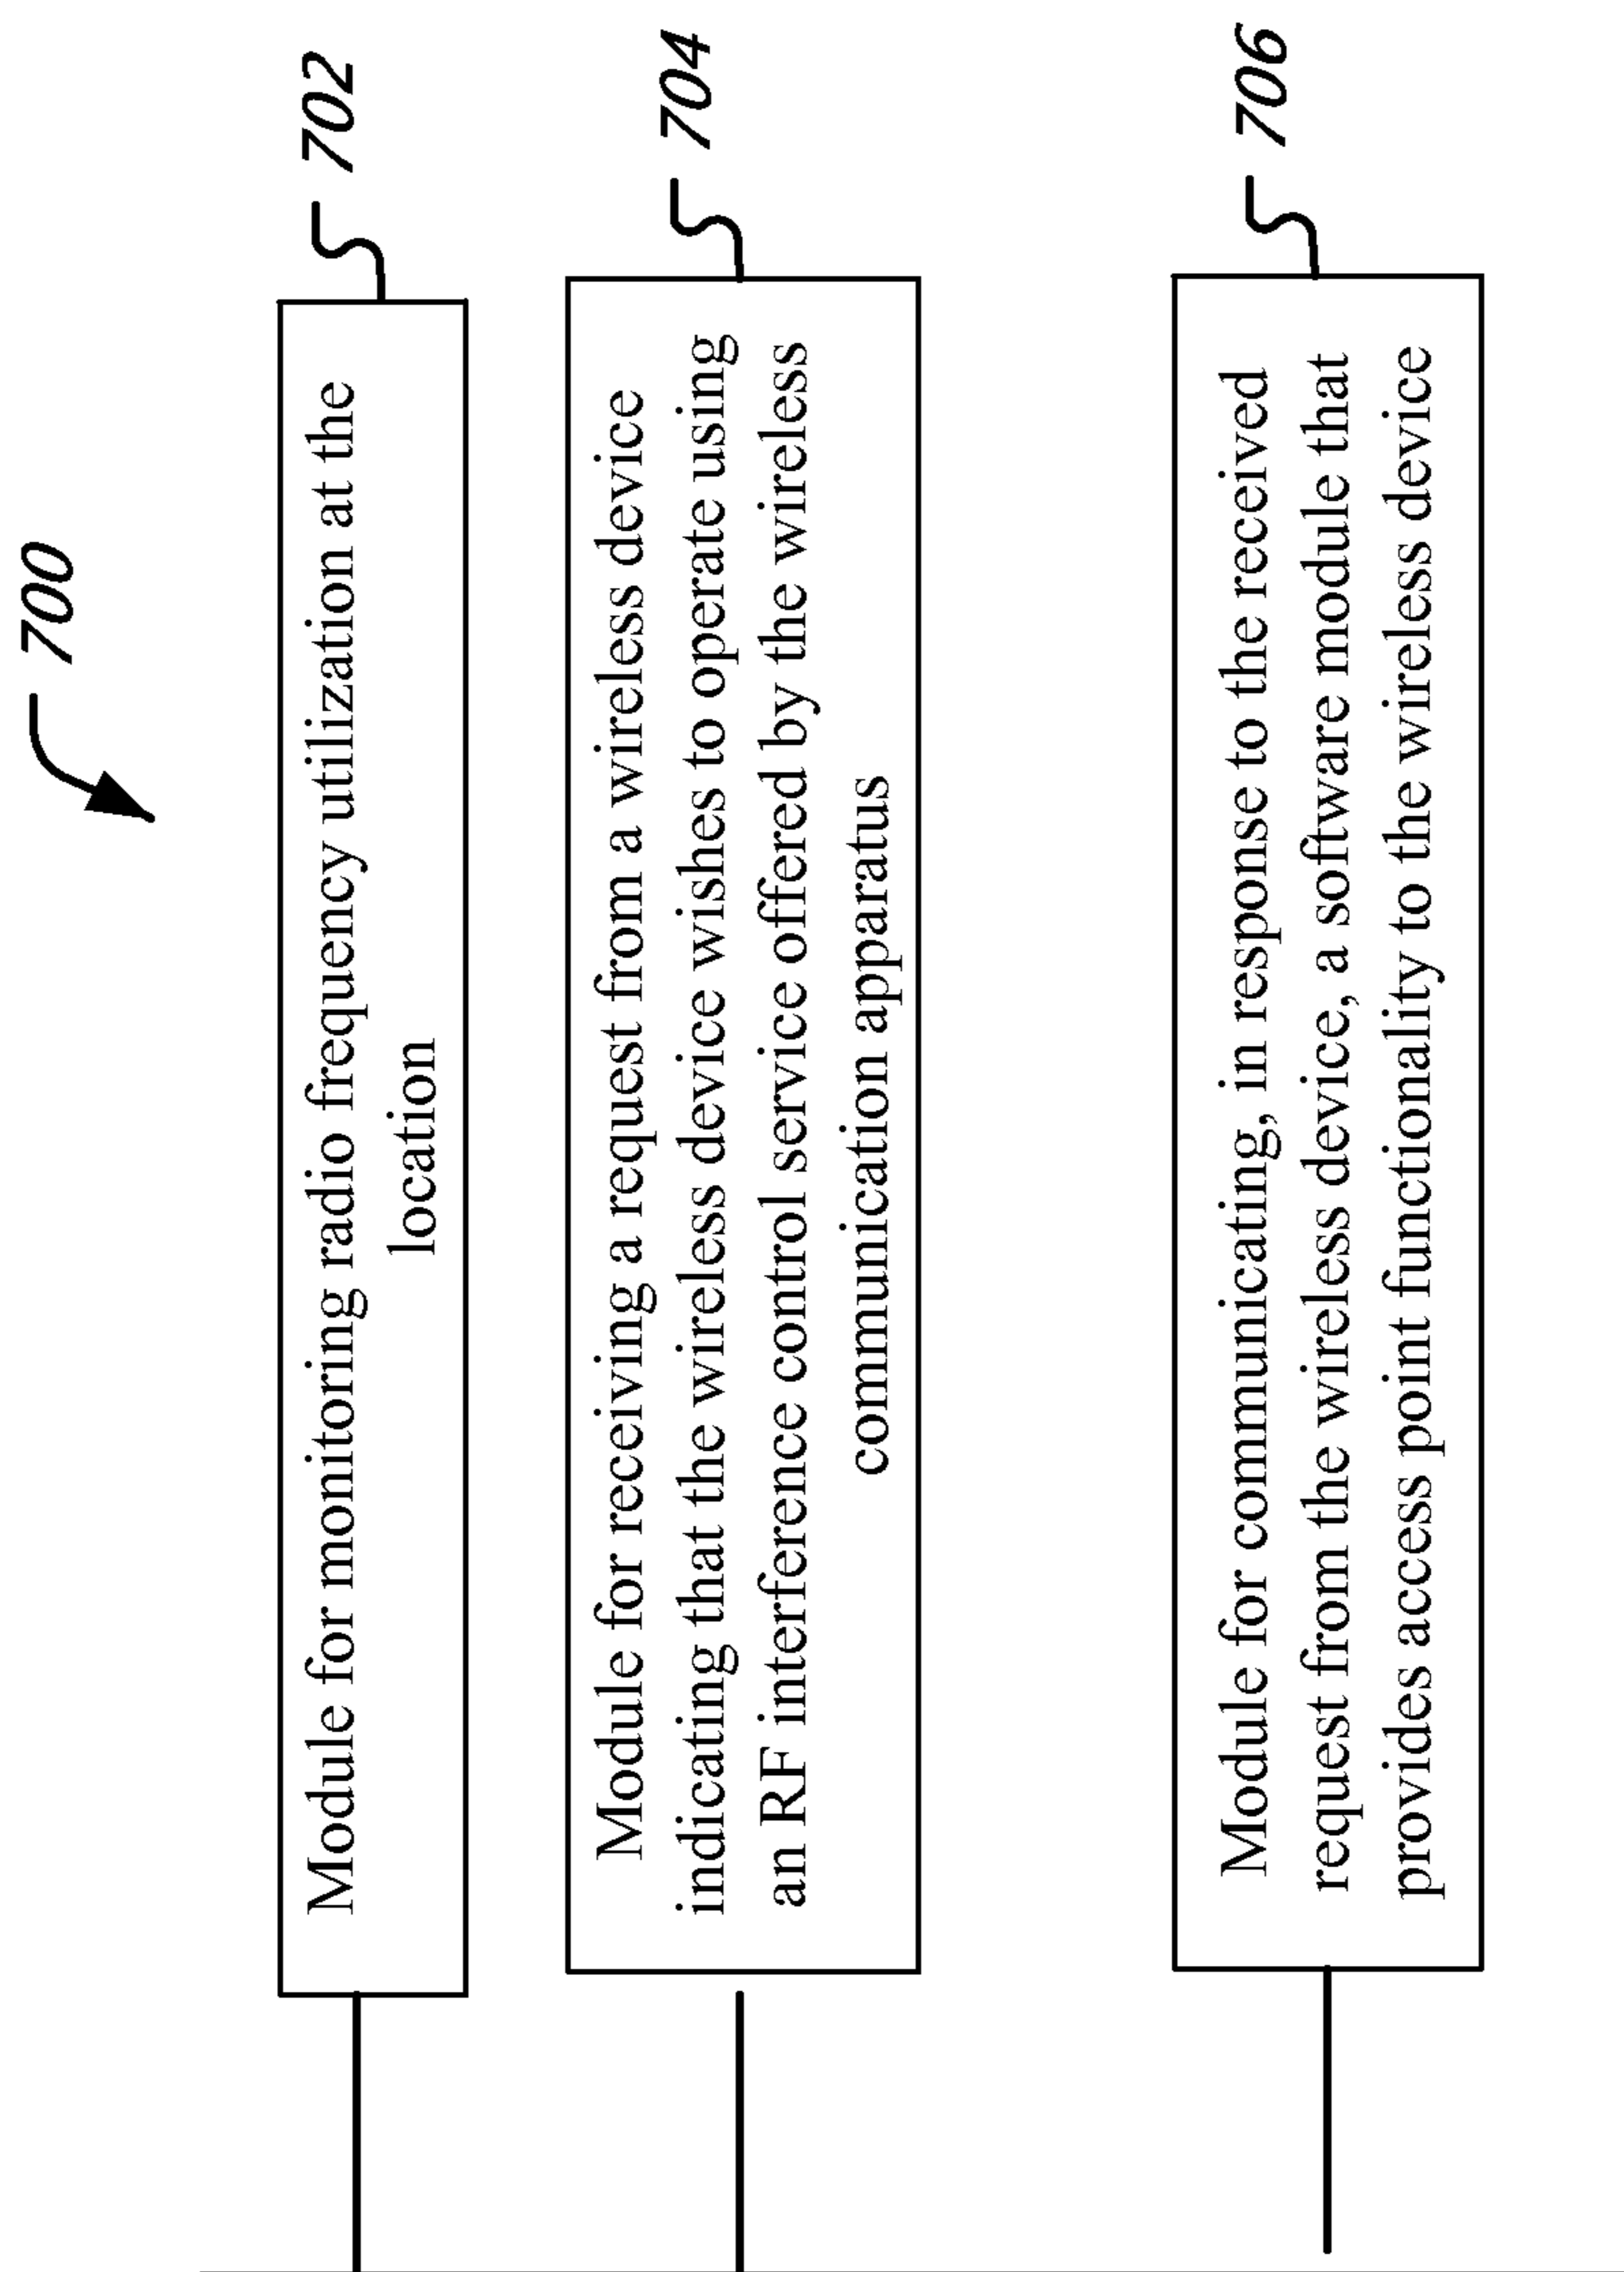 700
702
Module for monitoring radio frequency utilization at the
location
704
Module for receiving a request from a wireless device
indicating that the wireless device wishes to operate using
an RF interference control service offered by the wireless
communication apparatus
706
Module for communicating, in response to the received
request from the wireless device, a software module that
provides access point functionality to the wireless device